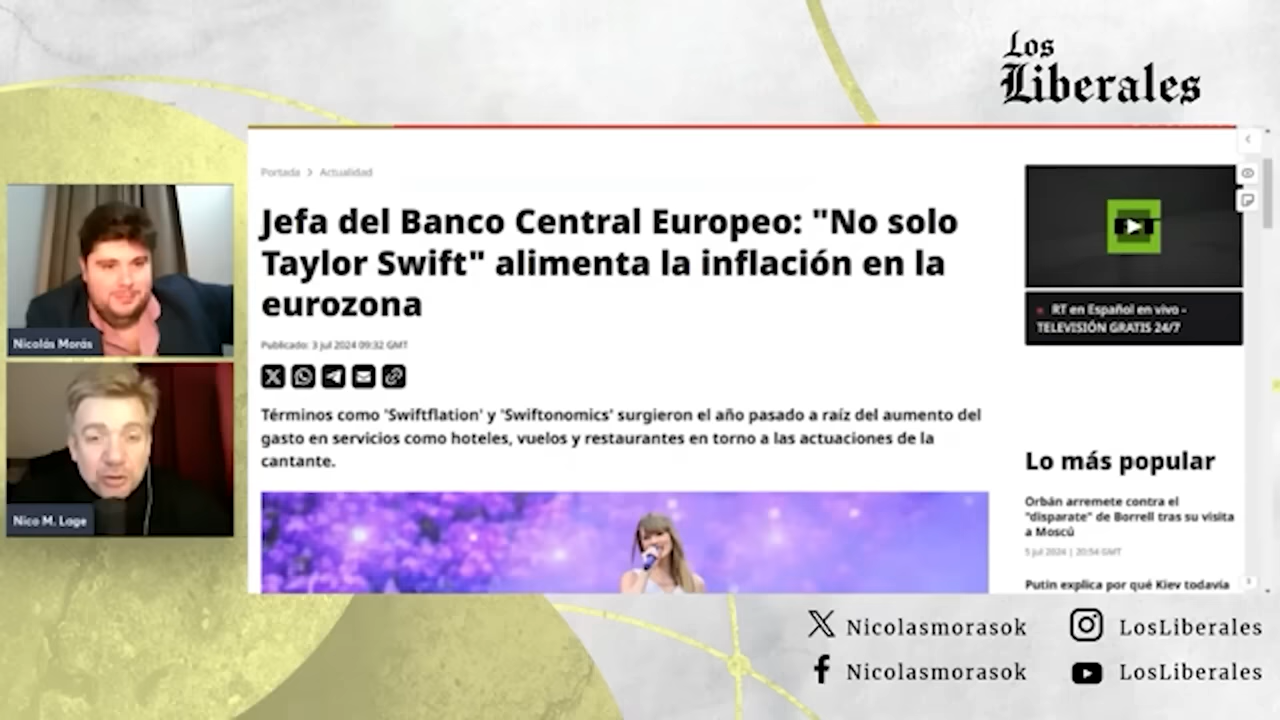 Los
Liberales
Portada > Actualidad
Jefa del Banco Central Europeo: "No solo
Taylor Swift" alimenta la inflación en la
eurozona
Publicado: 3 jul 2024 09:32 GMT
Términos como 'Swiftflation' y 'Swiftonomics' surgieron el año pasado a raíz del aumento del
gasto en servicios como hoteles, vuelos y restaurantes en torno a las actuaciones de la
cantante.
RT
RT en Español en vivo -
TELEVISIÓN GRATIS 24/7
Lo más popular
Orbán arremete contra el
"disparate" de Borrell tras su visita
a Moscú
5 jul 2024 | 20:54 GMT
Putin explica por qué Kiev todavía
Nicolás Morás
Nico M. Lage
Nicolasmorasok
LosLiberales
Nicolasmorasok
LosLiberales